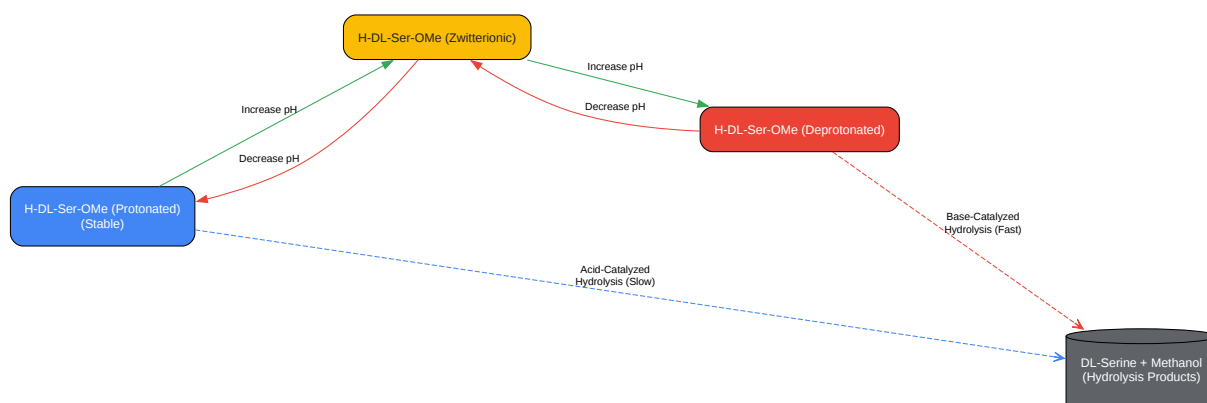 H-DL-Ser-OMe (Zwitterionic)
Increase pH
Increase pH
Decrease pH
H-DL-Ser-OMe (Deprotonated)
Decrease pH
H-DL-Ser-OMe (Protonated)
(Stable)
Base-Catalyzed
Hydrolysis (Fast)
Acid-Catalyzed
Hydrolysis (Slow)
DL-Serine + Methanol
(Hydrolysis Products)